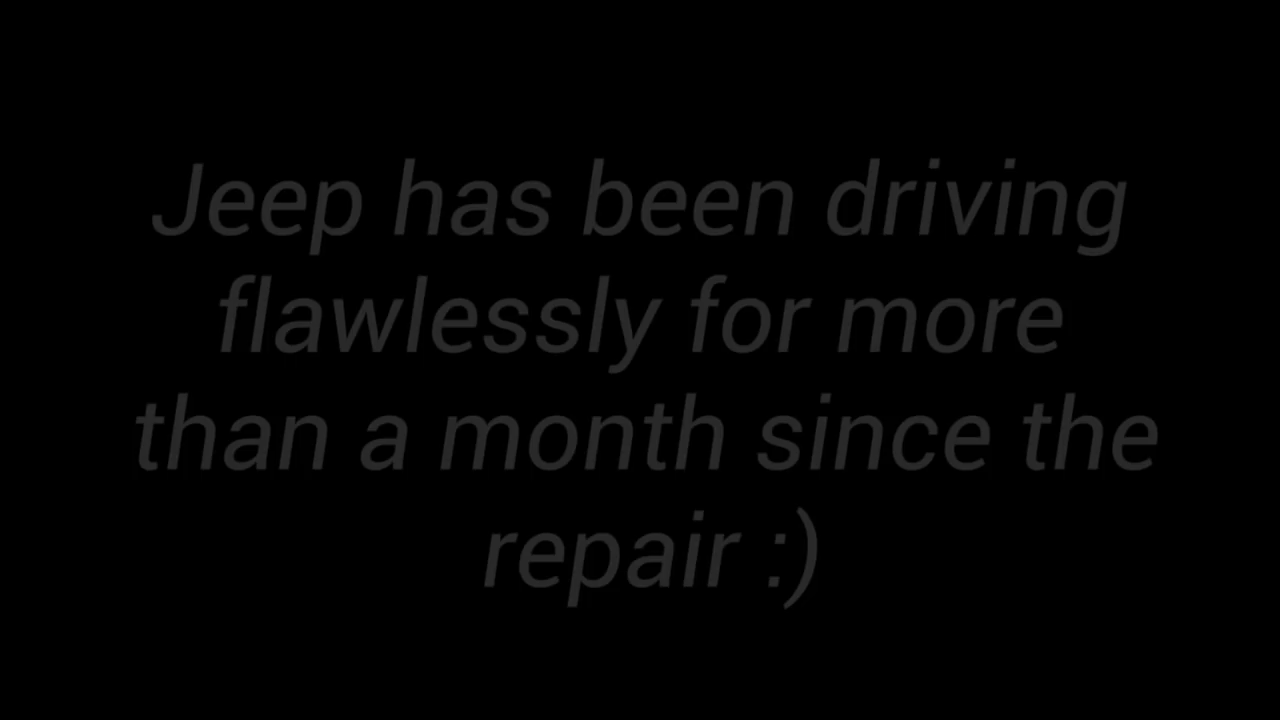 Jeep has been driving
flawlessly for more
than a month since the
repair :)